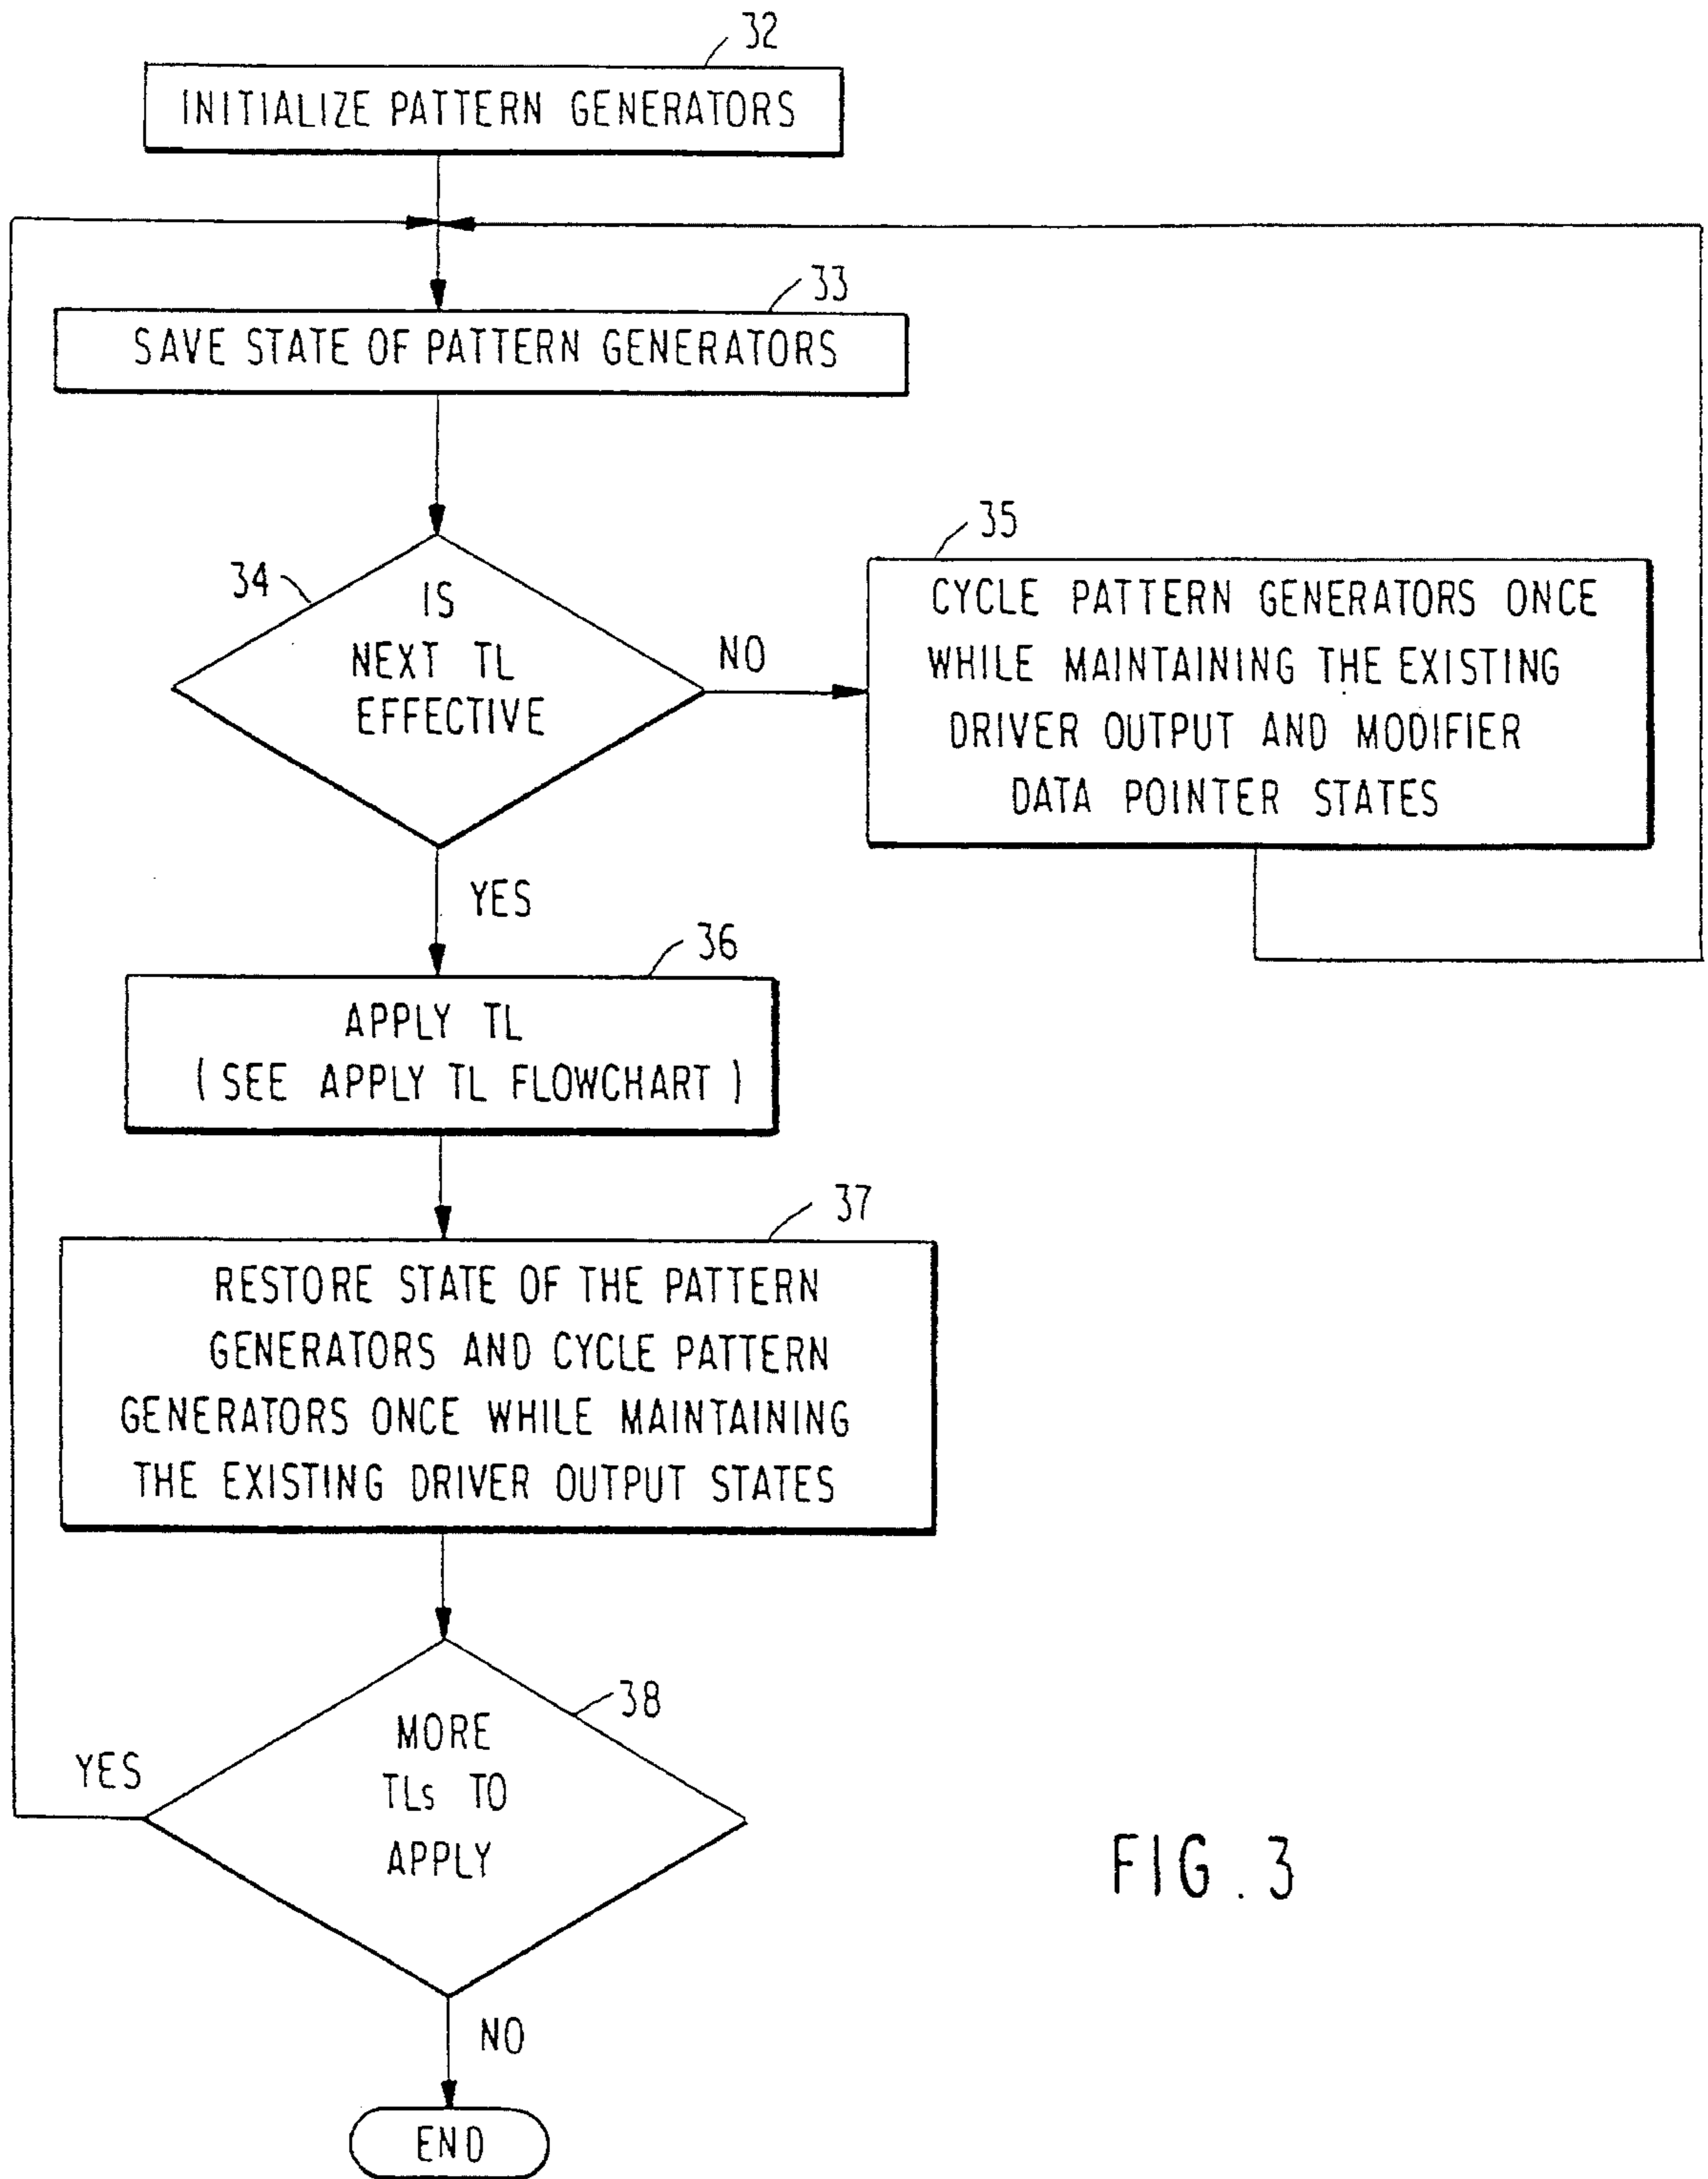 32
INITIALIZE PATTERN GENERATORS
33
SAVE STATE OF PATTERN GENERATORS
34
IS
NEXT TL
EFFECTIVE
NO
35
CYCLE PATTERN GENERATORS ONCE
WHILE MAINTAINING THE EXISTING
DRIVER OUTPUT AND MODIFIER
DATA POINTER STATES
YES
36
APPLY TL
(SEE APPLY TL FLOWCHART)
37
RESTORE STATE OF THE PATTERN
GENERATORS AND CYCLE PATTERN
GENERATORS ONCE WHILE MAINTAINING
THE EXISTING DRIVER OUTPUT STATES
38
MORE
TLs TO
APPLY
YES
NO
END
FIG. 3